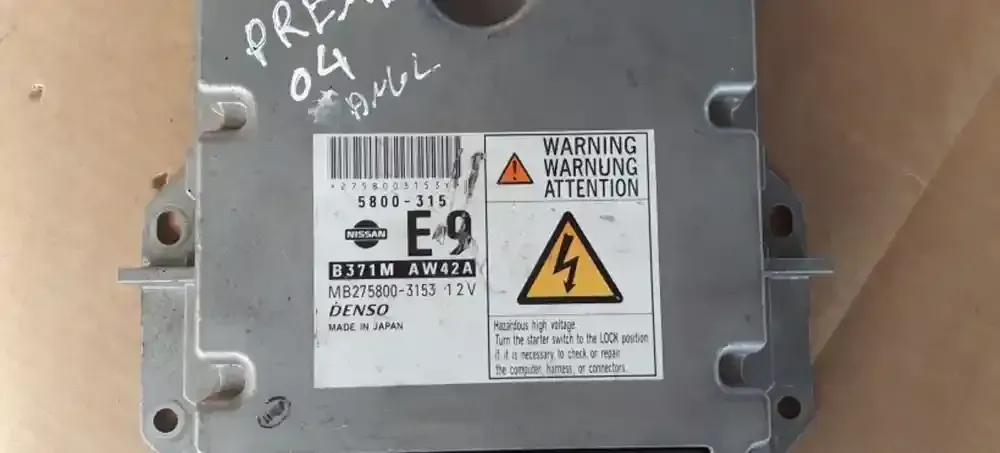 04
5800-315
NISSAN
E-9
B371M AW42A
MB275800-3153 12V
DENSO
MADE IN JAPAN
WARNING
WARNUNG
ATTENTION
Hazardous high voltage.
Turn the starter switch to the LOCK position
if it is necessary to check or repair
the computer, harness, or connectors.